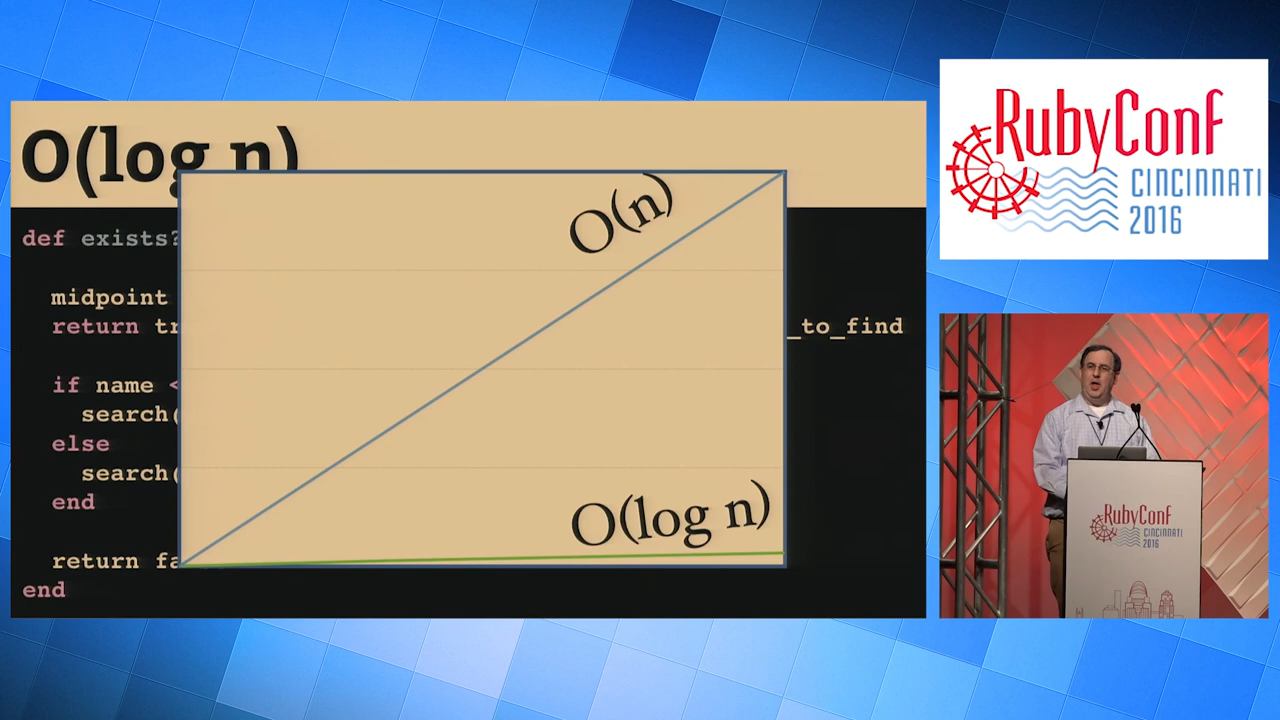 O(log n)
def exists?
midpoint
return tr
_to_find
if name <
search(
else
search(
end
return fa
end
O(n)
O(log n)
RubyConf
CINCINNATI
2016
RubyConf
CINCINNATI
2016